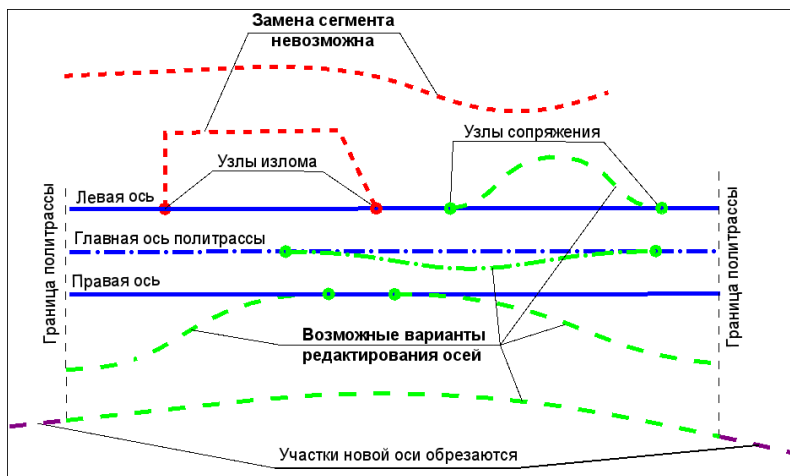 Замена сегмента
невозможна
Узлы сопряжения
Узлы излома
Левая ось
Главная ось политрассы
Правая ось
Граница политрассы
Граница политрассы
Возможные варианты
редактирования осей
Участки новой оси обрезаются